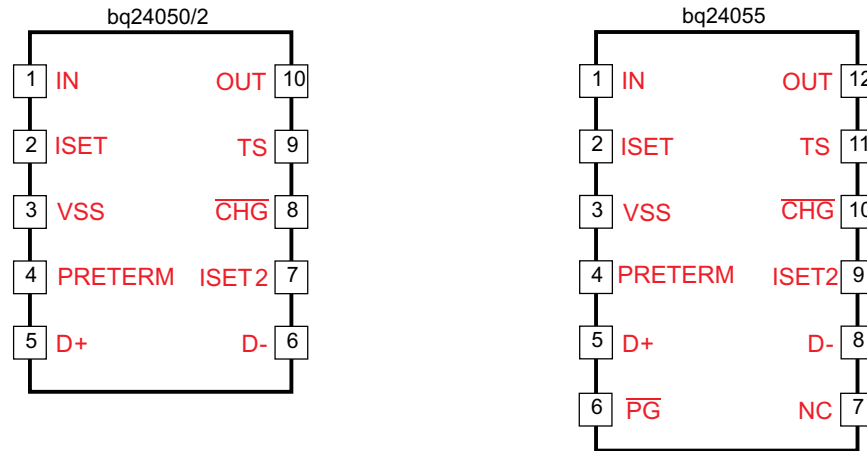 bq24050/2
1 IN OUT 10
2 ISET TS 9
3 VSS CHG 8
4 PRETERM ISET2 7
5 D+ D- 6
bq24055
1 IN OUT 12
2 ISET TS 11
3 VSS CHG 10
4 PRETERM ISET2 9
5 D+ D- 8
6 PG NC 7